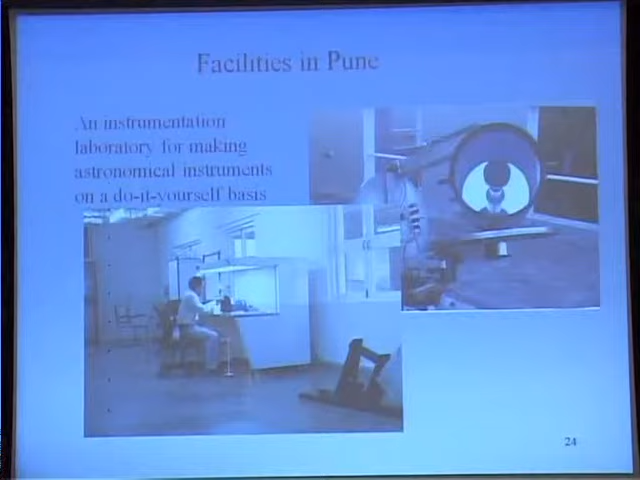 Facilities in Pune
An instrumentation
laboratory for making
astronomical instruments
on a do-it-yourself basis
24